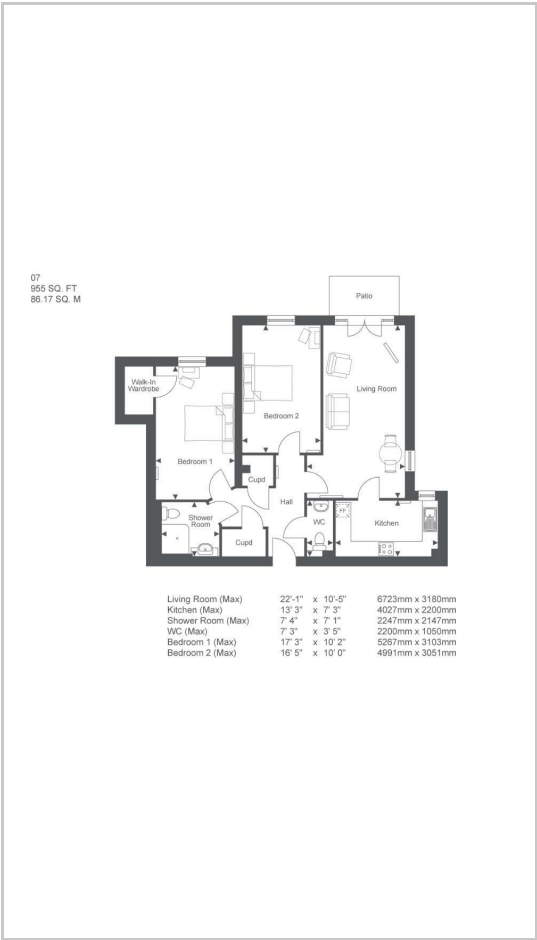 07
955 SQ. FT
86.17 SQ. M
Patio
Walk-In
Wardrobe
Living Room
Bedroom 2
Bedroom 1
Cupd
Hall
Shower
Room
WC
FF
Kitchen
Cupd
Living Room (Max) 22'-1" x 10'-5" 6723mm x 3180mm
Kitchen (Max) 13' 3" x 7' 3" 4027mm x 2200mm
Shower Room (Max) 7' 4" x 7' 1" 2247mm x 2147mm
WC (Max) 7' 3" x 3' 5" 2200mm x 1050mm
Bedroom 1 (Max) 17' 3" x 10' 2" 5267mm x 3103mm
Bedroom 2 (Max) 16' 5" x 10' 0" 4991mm x 3051mm